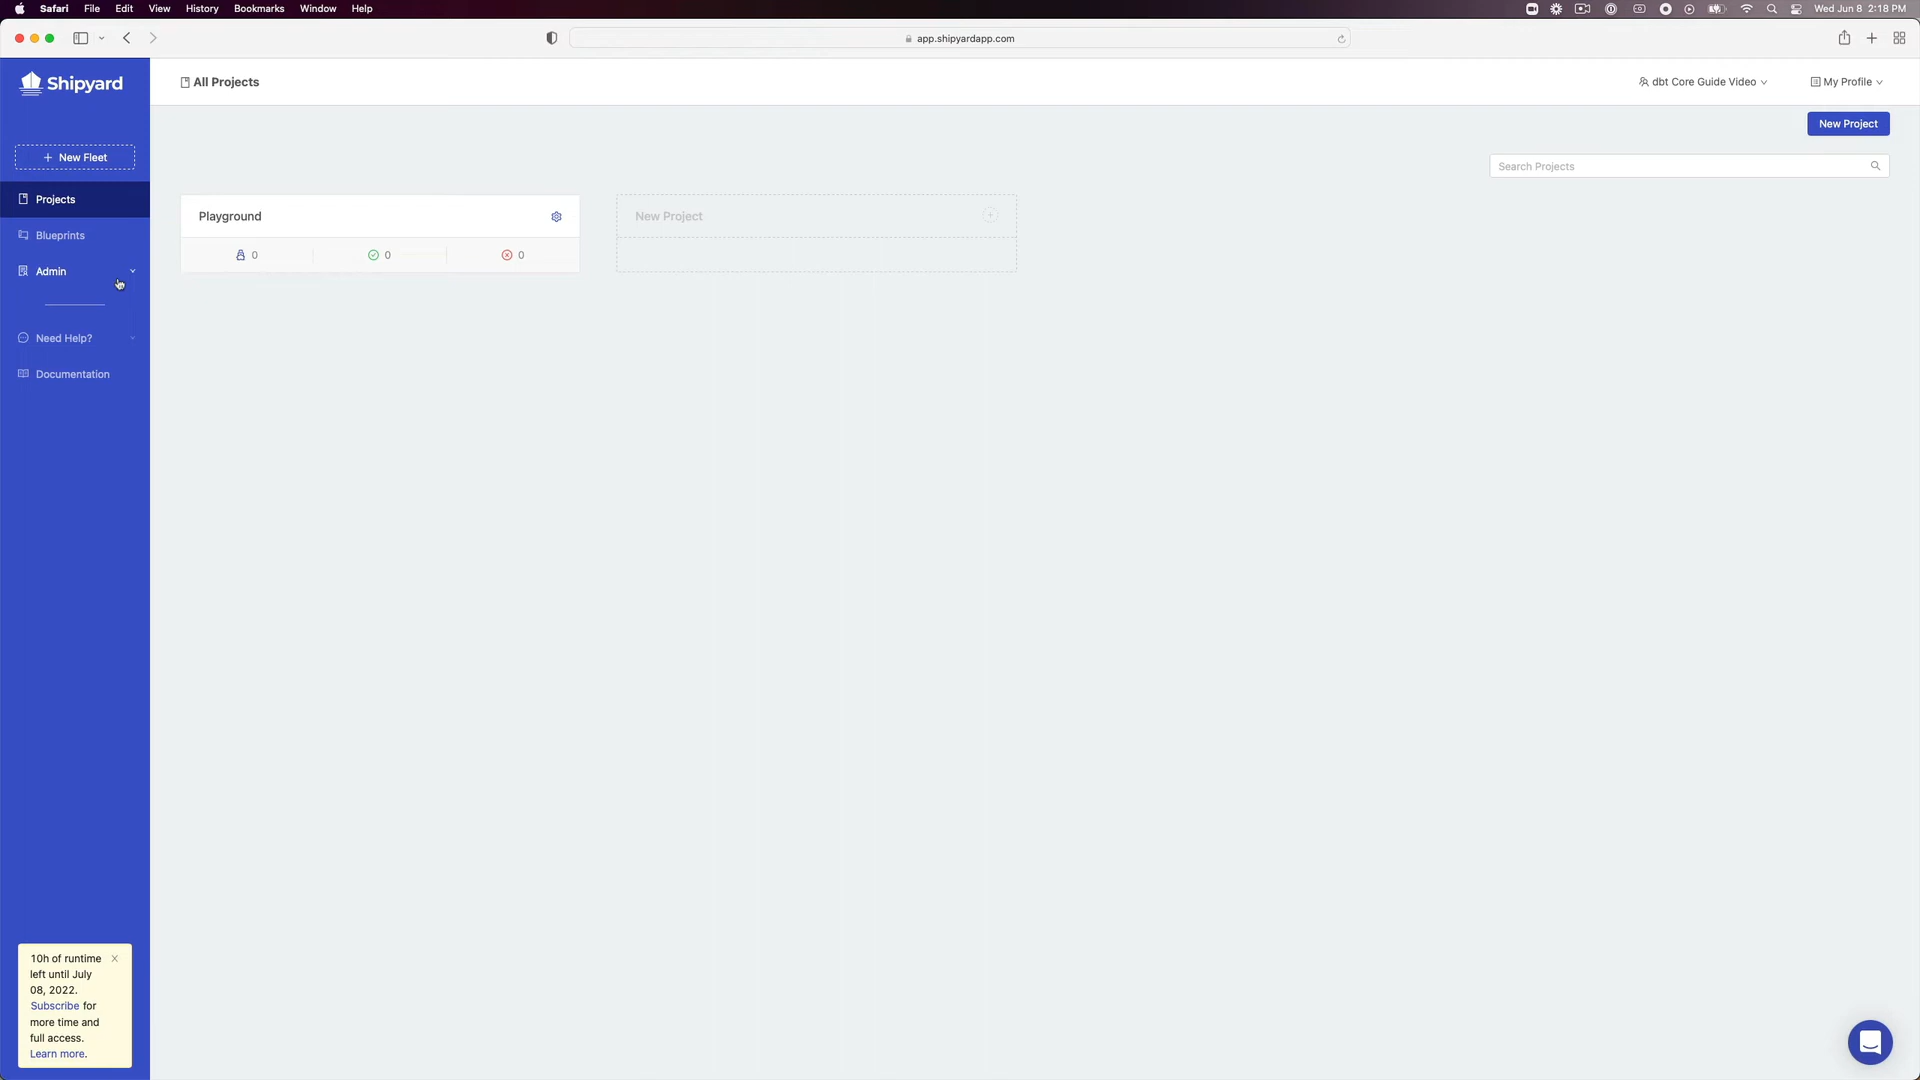 Safari File Edit View History Bookmarks Window Help Wed Jun 8 2:18 PM
app.shipyardapp.com
Shipyard
All Projects
dbt Core Guide Video
My Profile
New Project
+ New Fleet
Search Projects
Projects
Playground
New Project
Blueprints
0 0 0
Admin
Need Help?
Documentation
10h of runtime
left until July
08, 2022.
Subscribe for
more time and
full access.
Learn more.